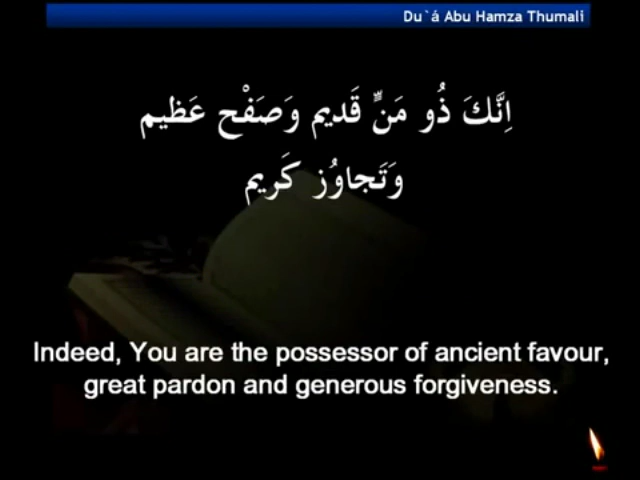 Du`á Abu Hamza Thumali
اِنَّكَ ذُو مَنٍّ قَديم وَصَفْح عَظيم
وَتَجاوُز كَريم
Indeed, You are the possessor of ancient favour,
great pardon and generous forgiveness.